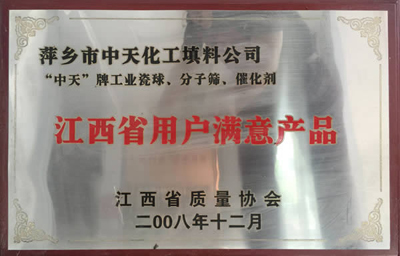 萍乡市中天化工填料公司
“中天”牌工业瓷球、分子筛、催化剂
江西省用户满意产品
江西省质量协会
二00八年十二月